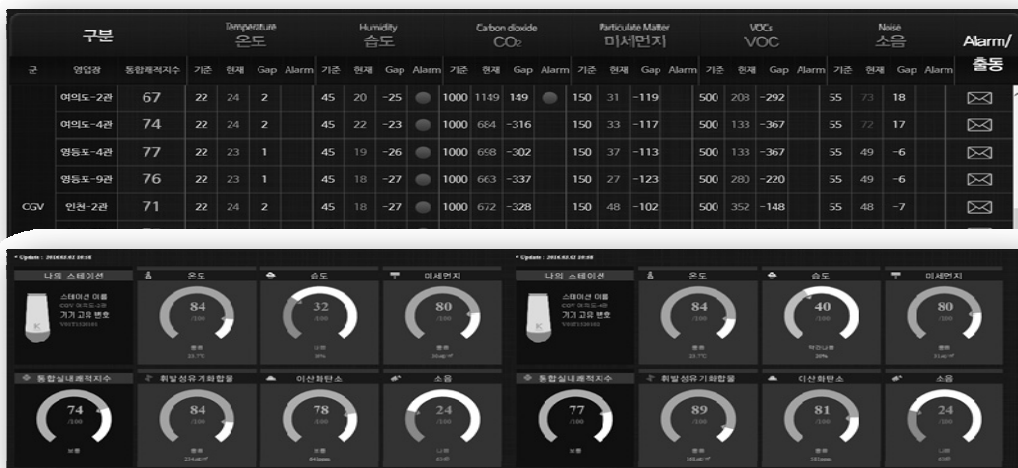 구분 Temperature 온도 Humidity 습도 Carbon dioxide CO₂ Particulate Matter 미세먼지 VOCs VOC Noise 소음 Alarm/출동
군 영업장 통합쾌적지수 기준 현재 Gap Alarm 기준 현재 Gap Alarm 기준 현재 Gap Alarm 기준 현재 Gap Alarm 기준 현재 Gap Alarm 기준 현재 Gap Alarm
여의도-2관 67 22 24 2 45 20 -25 1000 1149 149 150 31 -119 500 208 -292 55 73 18
여의도-4관 74 22 24 2 45 22 -23 1000 684 -316 150 33 -117 500 133 -367 55 72 17
영등포-4관 77 22 23 1 45 19 -26 1000 698 -302 150 37 -113 500 133 -367 55 49 -6
영등포-9관 76 22 23 1 45 18 -27 1000 663 -337 150 27 -123 500 280 -220 55 49 -6
CGV 인천-2관 71 22 24 2 45 18 -27 1000 672 -328 150 48 -102 500 352 -148 55 48 -7
나의 스테이션 온도 습도 미세먼지
스테이션 이름
기기 고유 번호
84 /100
32 /100
80 /100
통합실내쾌적지수 휘발성유기화합물 이산화탄소 소음
74 /100
84 /100
78 /100
24 /100
나의 스테이션 온도 습도 미세먼지
스테이션 이름
기기 고유 번호
84 /100
40 /100
80 /100
통합실내쾌적지수 휘발성유기화합물 이산화탄소 소음
77 /100
89 /100
81 /100
24 /100